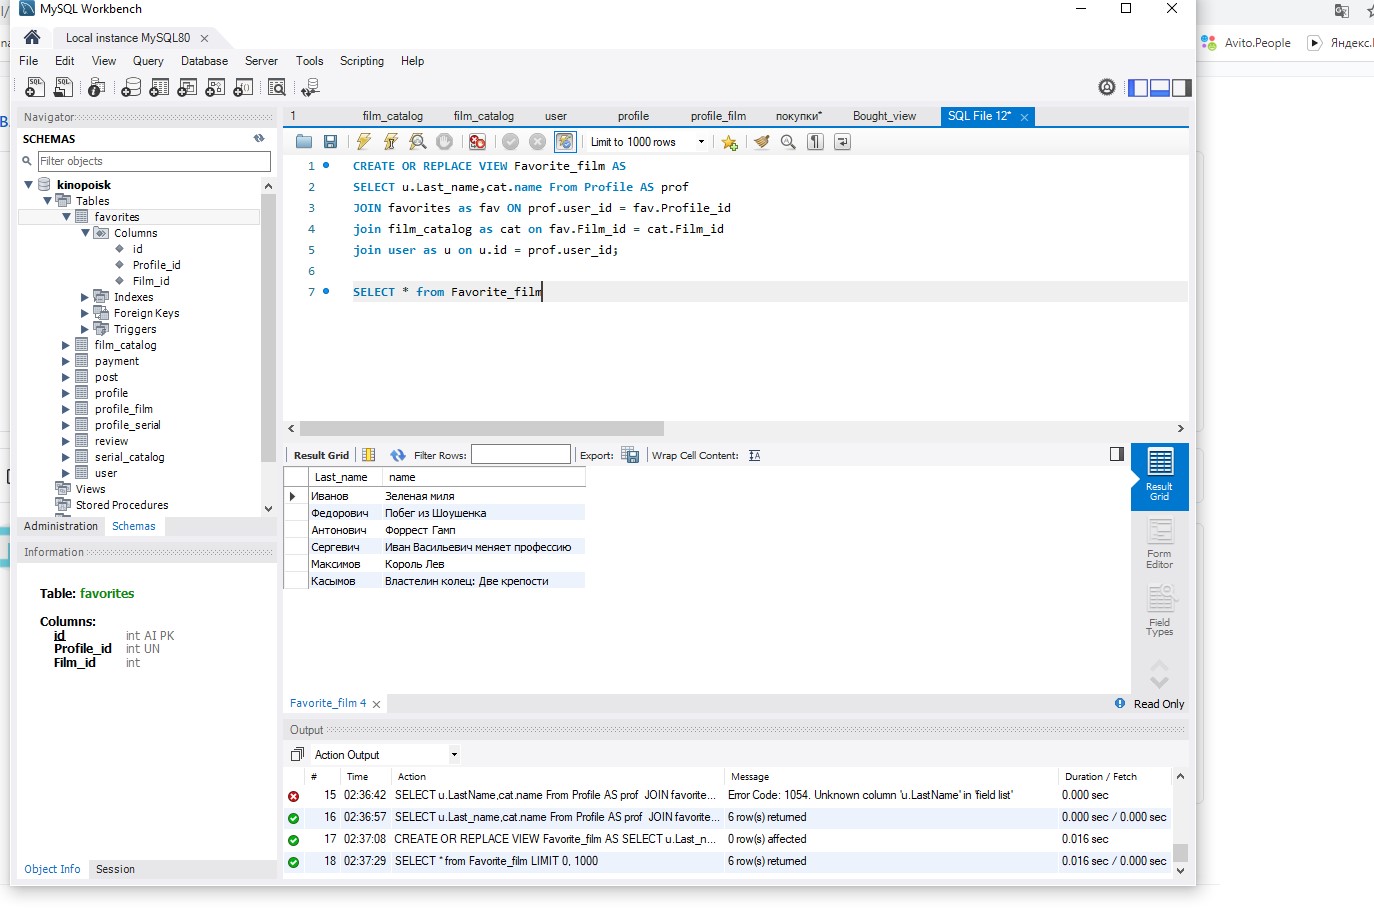 MySQL Workbench
Local instance MySQL80
Avito.People
Яндекс.
File Edit View Query Database Server Tools Scripting Help
Navigator
SCHEMAS
Filter objects
kinopoisk
Tables
favorites
Columns
id
Profile_id
Film_id
Indexes
Foreign Keys
Triggers
film_catalog
payment
post
profile
profile_film
profile_serial
review
serial_catalog
user
Views
Stored Procedures
Administration Schemas
Information
Table: favorites
Columns:
id int AI PK
Profile_id int UN
Film_id int
Object Info Session
1 film_catalog film_catalog user profile profile_film покупки* Bought_view SQL File 12*
Limit to 1000 rows
1 CREATE OR REPLACE VIEW Favorite_film AS
2 SELECT u.Last_name,cat.name From Profile AS prof
3 JOIN favorites as fav ON prof.user_id = fav.Profile_id
4 join film_catalog as cat on fav.Film_id = cat.Film_id
5 join user as u on u.id = prof.user_id;
6
7 SELECT * from Favorite_film
Result Grid Filter Rows: Export: Wrap Cell Content:
Last_name name
Иванов Зеленая миля
Федорович Побег из Шоушенка
Антонович Форрест Гамп
Сергевич Иван Васильевич меняет профессию
Максимов Король Лев
Касымов Властелин колец: Две крепости
Result Grid
Form Editor
Field Types
Favorite_film 4
Read Only
Output
Action Output
# Time Action Message Duration / Fetch
15 02:36:42 SELECT u.LastName,cat.name From Profile AS prof JOIN favorite... Error Code: 1054. Unknown column 'u.LastName' in 'field list' 0.000 sec
16 02:36:57 SELECT u.Last_name,cat.name From Profile AS prof JOIN favorite... 6 row(s) returned 0.000 sec / 0.000 sec
17 02:37:08 CREATE OR REPLACE VIEW Favorite_film AS SELECT u.Last_n... 0 row(s) affected 0.016 sec
18 02:37:29 SELECT * from Favorite_film LIMIT 0, 1000 6 row(s) returned 0.016 sec / 0.000 sec